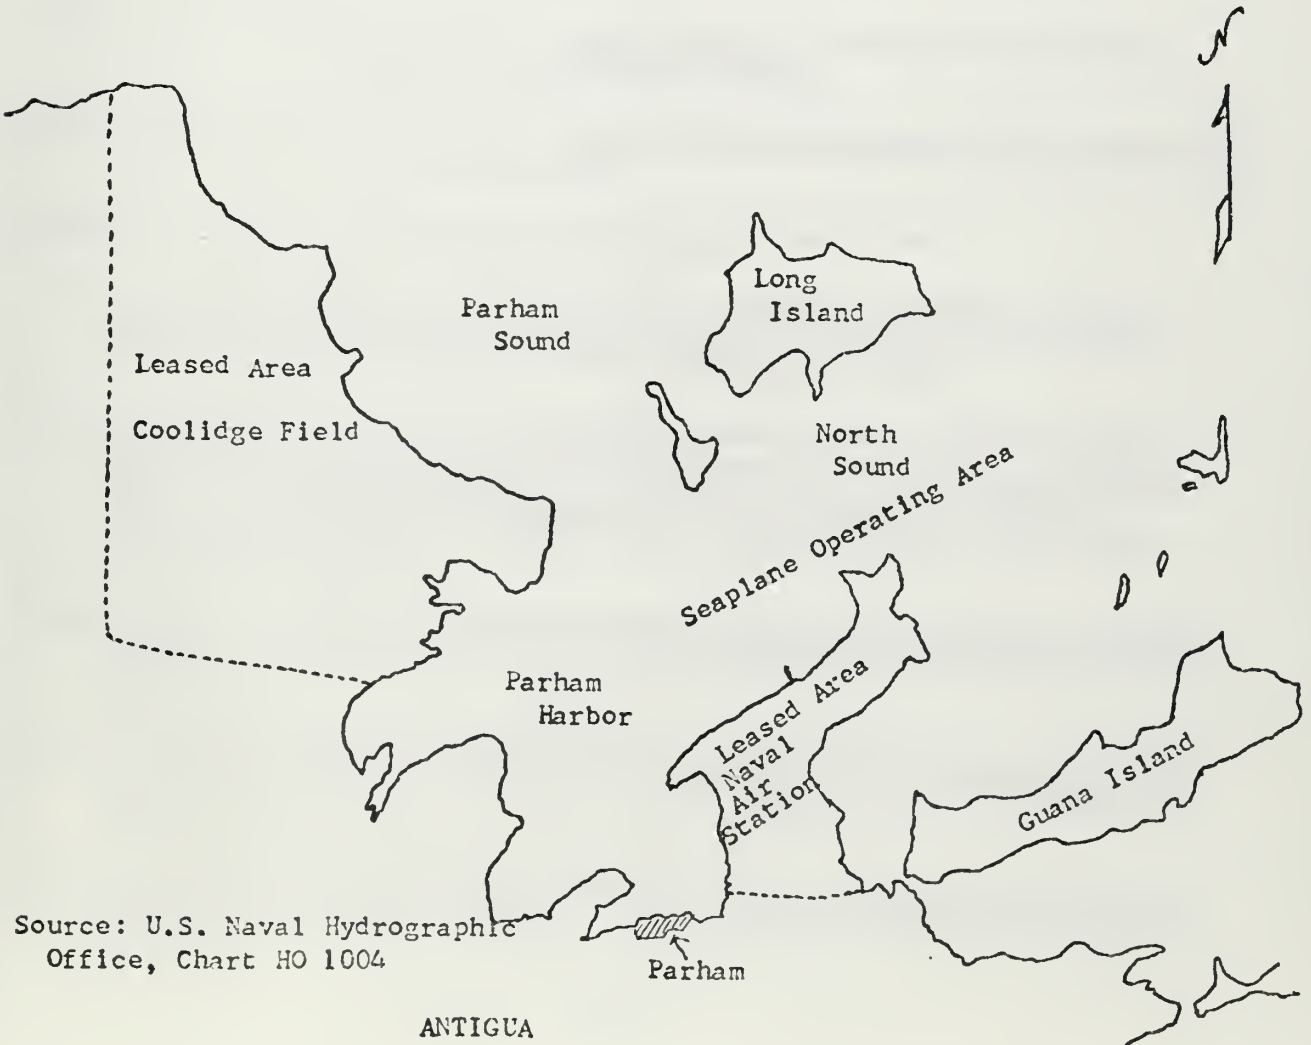 N
Long
Island
Parham
Sound
Leased Area
Coolidge Field
North
Sound
Seaplane Operating Area
Parham
Harbor
Leased Area
Naval
Air
Station
Guana Island
Source: U.S. Naval Hydrographic
Office, Chart HO 1004
Parham
ANTIGUA